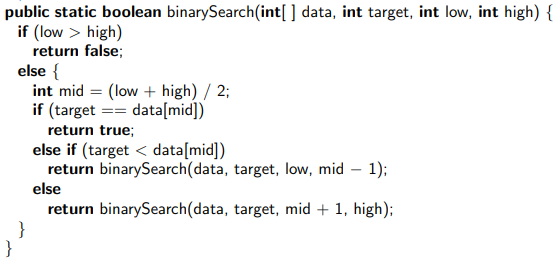 public static boolean binarySearch(int[ ] data, int target, int low, int high) {
if (low > high)
return false;
else {
int mid = (low + high) / 2;
if (target == data[mid])
return true;
else if (target < data[mid])
return binarySearch(data, target, low, mid − 1);
else
return binarySearch(data, target, mid + 1, high);
}
}